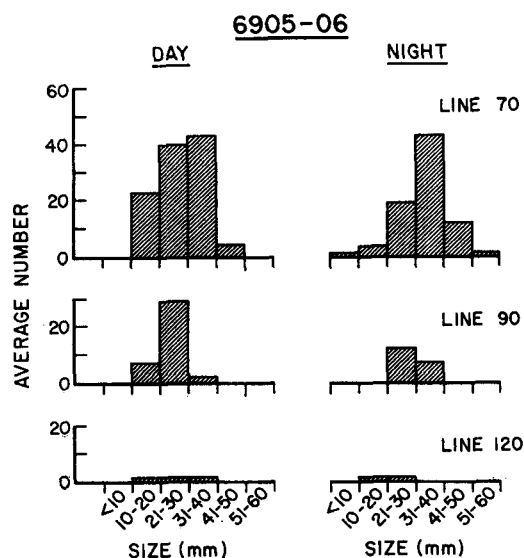 6905-06
DAY NIGHT
LINE 70
60
40
20
0
LINE 90
20
0
LINE 120
20
0
AVERAGE NUMBER
<10 10-20 21-30 31-40 41-50 51-60 <10 10-20 21-30 31-40 41-50 51-60
SIZE (mm) SIZE (mm)